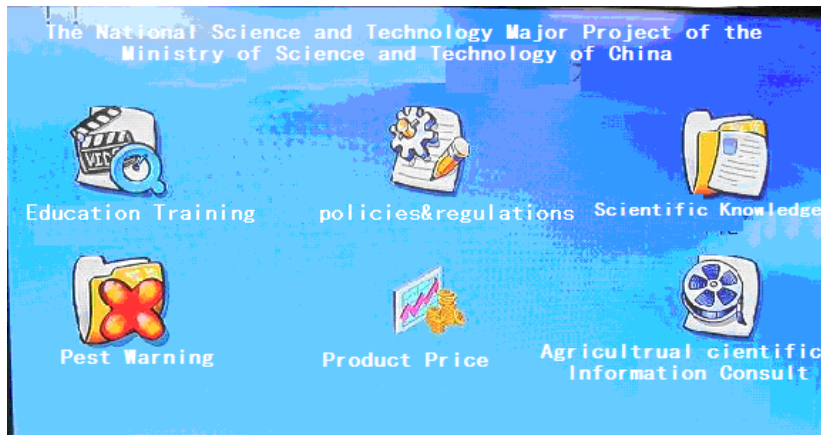 The National Science and Technology Major Project of the
Ministry of Science and Technology of China
VIC
Education Training
policies&regulations
Scientific Knowledge
Pest Warning
Product Price
Agricultrual cientific
Information Consult